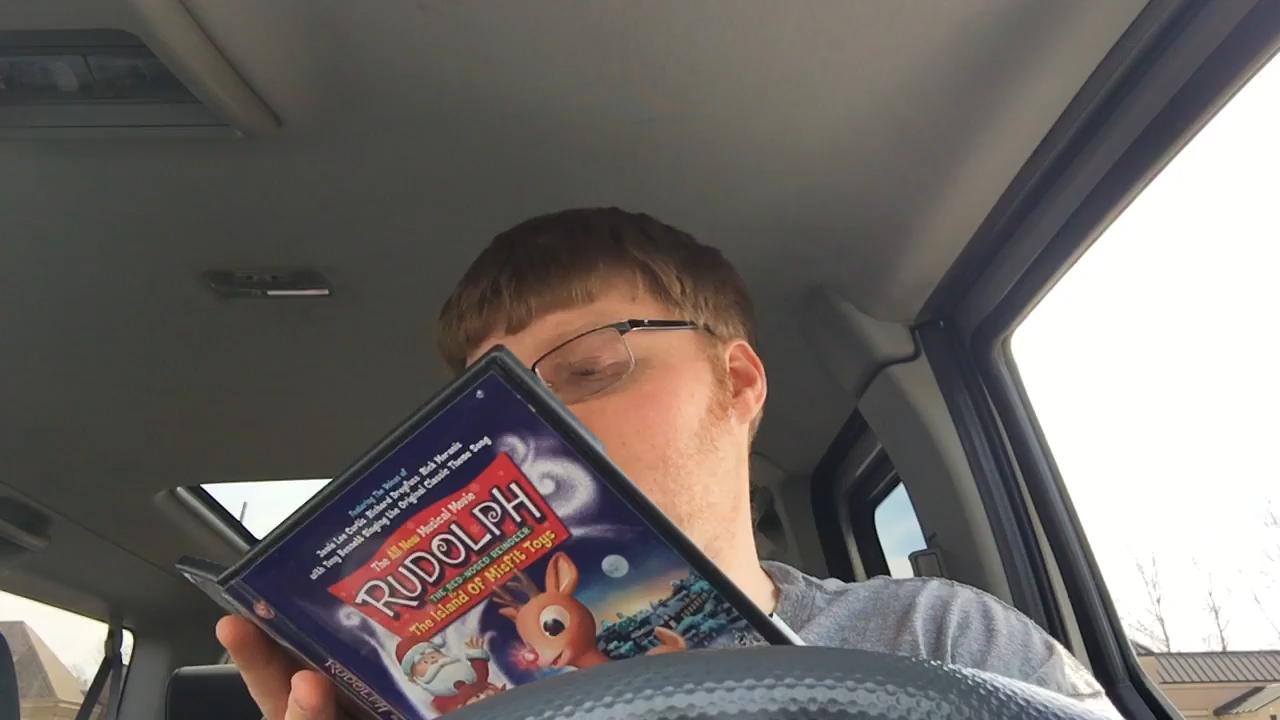 Featuring The Voices of
Jamie Lee Curtis, Richard Dreyfuss, Rick Moranis
with Tony Bennett Singing the Original Classic Theme Song
The All New Musical Movie
RUDOLPH
THE RED-NOSED REINDEER
The Island Of Misfit Toys
RUDOLPH